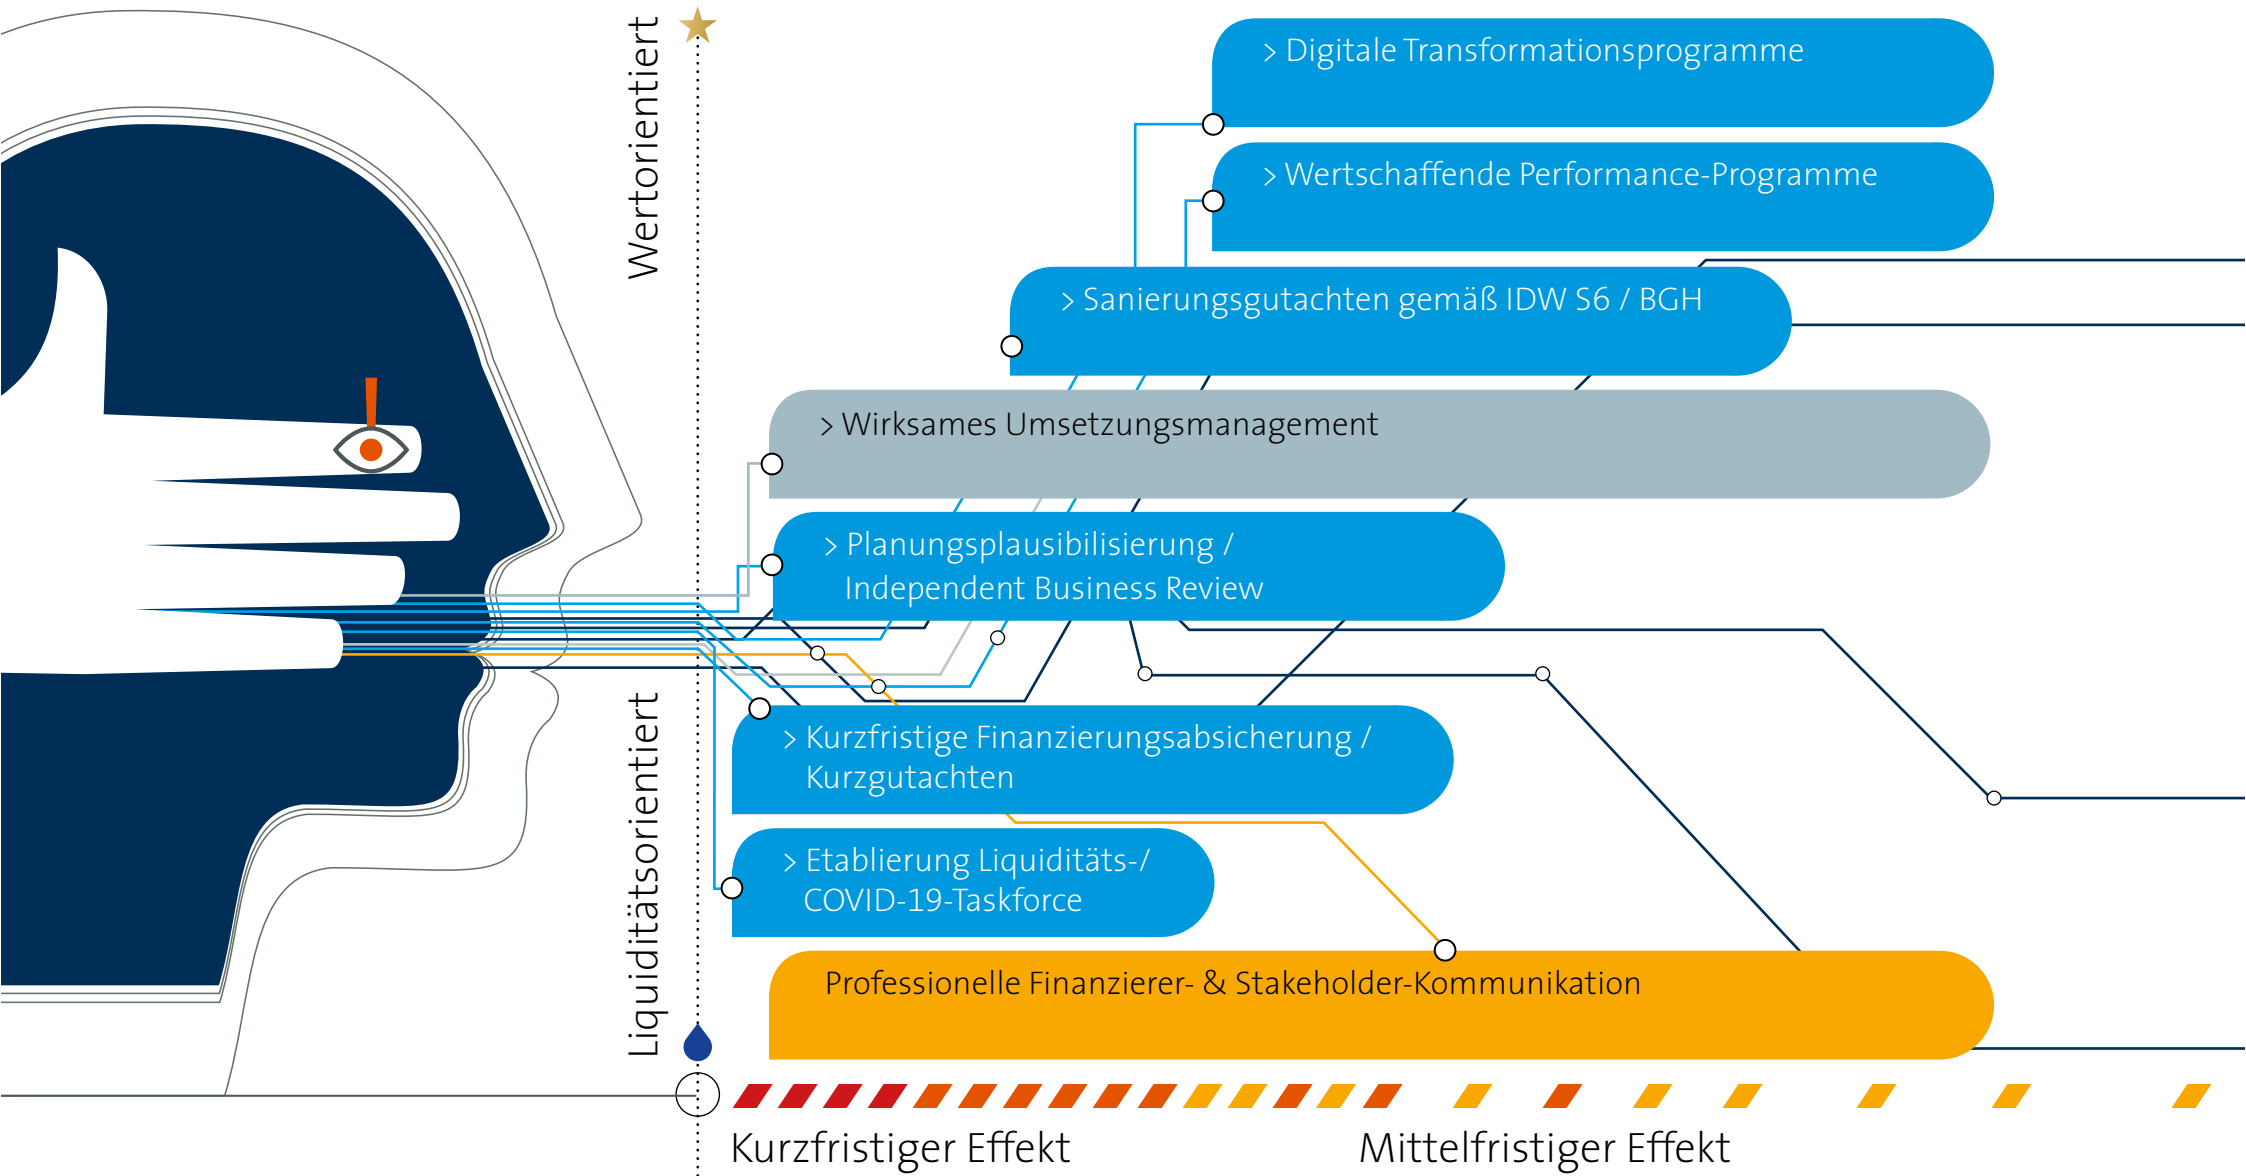 Wertorientiert
Liquiditätsorientiert
> Digitale Transformationsprogramme
> Wertschaffende Performance-Programme
> Sanierungsgutachten gemäß IDW S6 / BGH
> Wirksames Umsetzungsmanagement
> Planungsplausibilisierung /
Independent Business Review
> Kurzfristige Finanzierungsabsicherung /
Kurzgutachten
> Etablierung Liquiditäts-/
COVID-19-Taskforce
Professionelle Finanzierer- & Stakeholder-Kommunikation
Kurzfristiger Effekt
Mittelfristiger Effekt